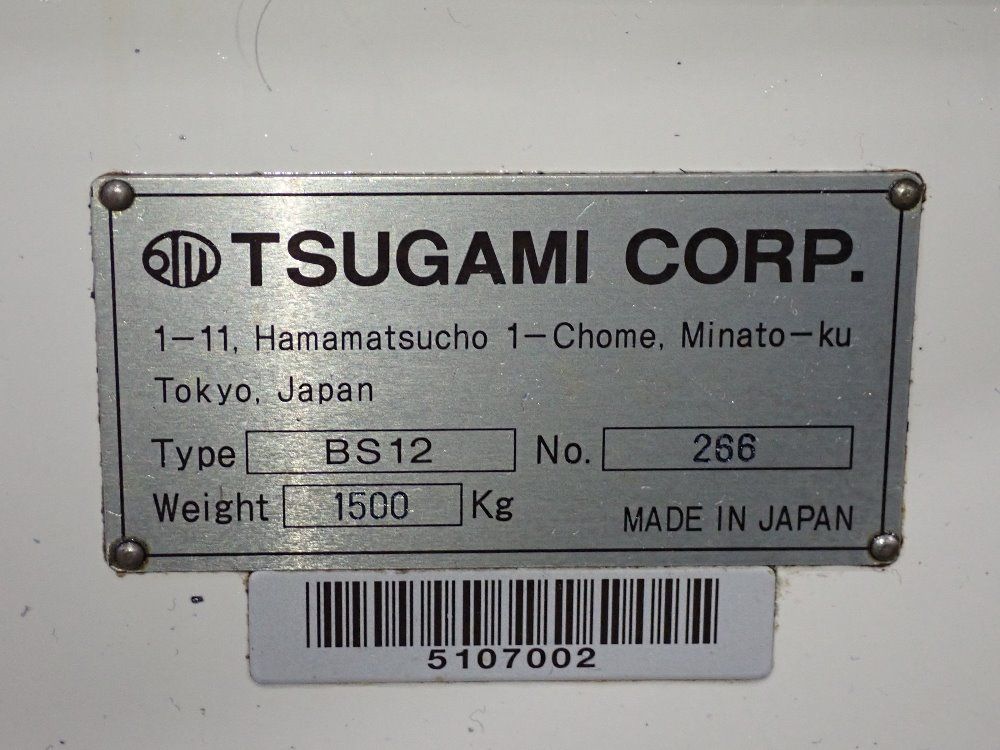 TSUGAMI CORP.
1-11, Hamamatsucho 1-Chome, Minato-ku
Tokyo, Japan
Type BS12 No. 266
Weight 1500 Kg
MADE IN JAPAN
5107002